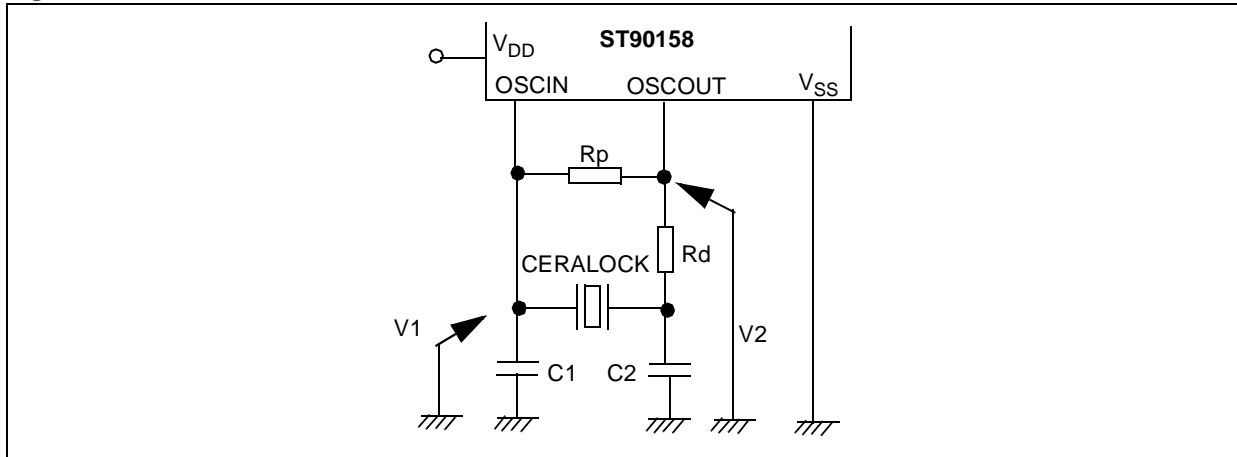 ST90158
VDD
OSCIN
OSCOUT
VSS
Rp
Rd
CERALOCK
V1
V2
C1
C2